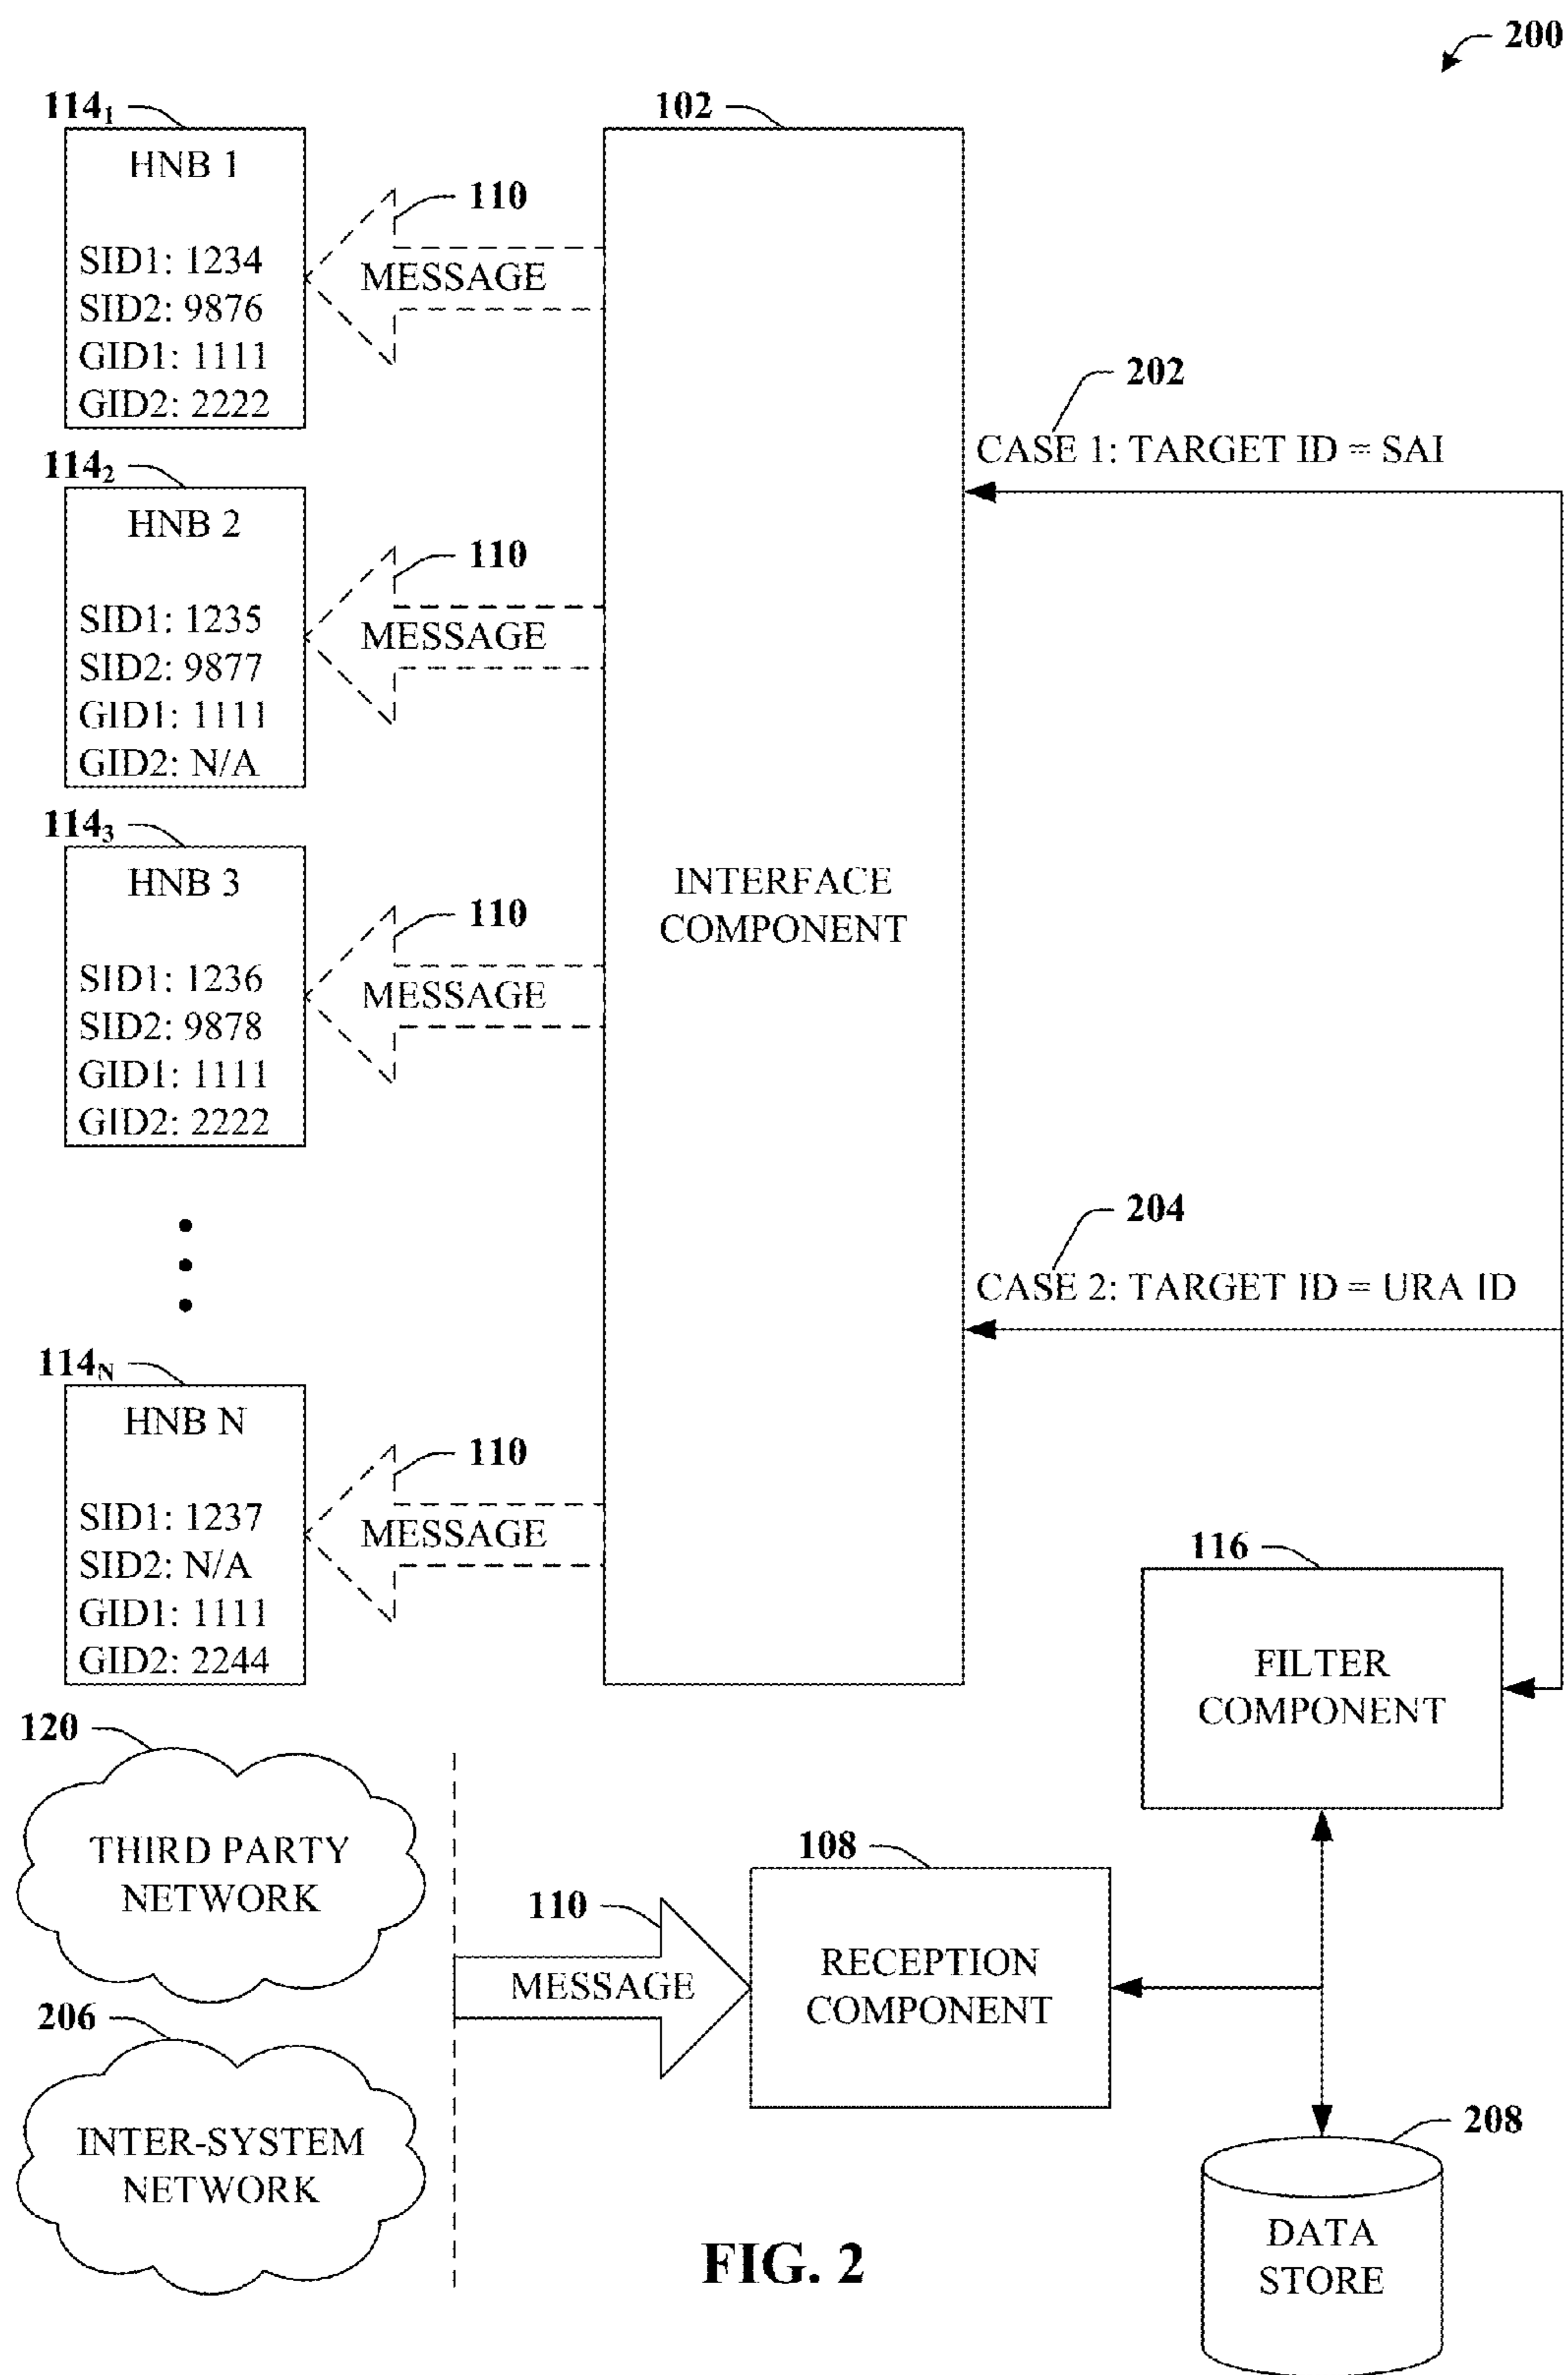 200
114₁
HNB 1
SID1: 1234
SID2: 9876
GID1: 1111
GID2: 2222
110
MESSAGE
114₂
HNB 2
SID1: 1235
SID2: 9877
GID1: 1111
GID2: N/A
110
MESSAGE
114₃
HNB 3
SID1: 1236
SID2: 9878
GID1: 1111
GID2: 2222
110
MESSAGE
114N
HNB N
SID1: 1237
SID2: N/A
GID1: 1111
GID2: 2244
110
MESSAGE
102
INTERFACE
COMPONENT
202
CASE 1: TARGET ID = SAI
204
CASE 2: TARGET ID = URA ID
116
FILTER
COMPONENT
120
THIRD PARTY
NETWORK
206
INTER-SYSTEM
NETWORK
110
MESSAGE
108
RECEPTION
COMPONENT
208
DATA
STORE
FIG. 2